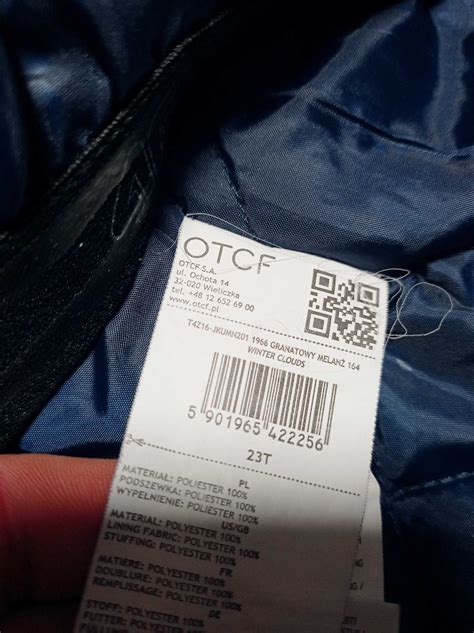 OTCF
OTCF S.A.
ul. Ochota 14
32-020 Wieliczka
tel. +48 12 652 69 00
www.otcf.pl
T4Z16-JKUMN201 1966 GRANATOWY MELANŻ 164
WINTER CLOUDS
5 901965 422256
23T
PL
MATERIAŁ: POLIESTER 100%
PODSZEWKA: POLIESTER 100%
WYPEŁNIENIE: POLIESTER 100%
US/GB
MATERIAL: POLYESTER 100%
LINING FABRIC: POLYESTER 100%
STUFFING: POLYESTER 100%
FR
MATIERE: POLYESTER 100%
DOUBLURE: POLYESTER 100%
REMPLISSAGE: POLYESTER 100%
DE
STOFF: POLYESTER 100%
FUTTER: POLYESTER 100%